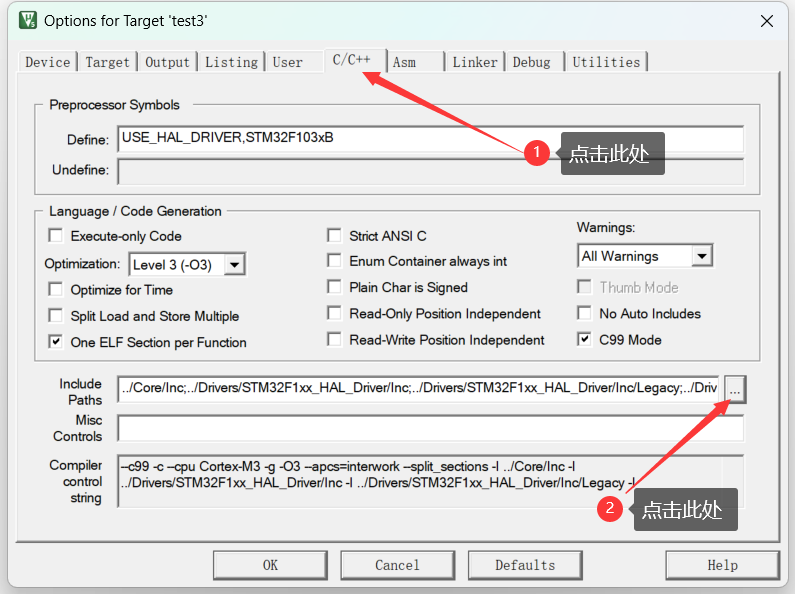 Options for Target 'test3'
Device Target Output Listing User C/C++ Asm Linker Debug Utilities
Preprocessor Symbols
Define: USE_HAL_DRIVER,STM32F103xB
1 点击此处
Undefine:
Language / Code Generation
Execute-only Code
Optimization: Level 3 (-O3)
Optimize for Time
Split Load and Store Multiple
One ELF Section per Function
Strict ANSI C
Enum Container always int
Plain Char is Signed
Read-Only Position Independent
Read-Write Position Independent
Warnings:
All Warnings
Thumb Mode
No Auto Includes
C99 Mode
Include
Paths
../Core/Inc;../Drivers/STM32F1xx_HAL_Driver/Inc;../Drivers/STM32F1xx_HAL_Driver/Inc/Legacy;../Driv
...
Misc
Controls
Compiler
control
string
--c99 -c --cpu Cortex-M3 -g -O3 --apcs=interwork --split_sections -I ../Core/Inc -I
../Drivers/STM32F1xx_HAL_Driver/Inc -I ../Drivers/STM32F1xx_HAL_Driver/Inc/Legacy -I
2 点击此处
OK Cancel Defaults Help